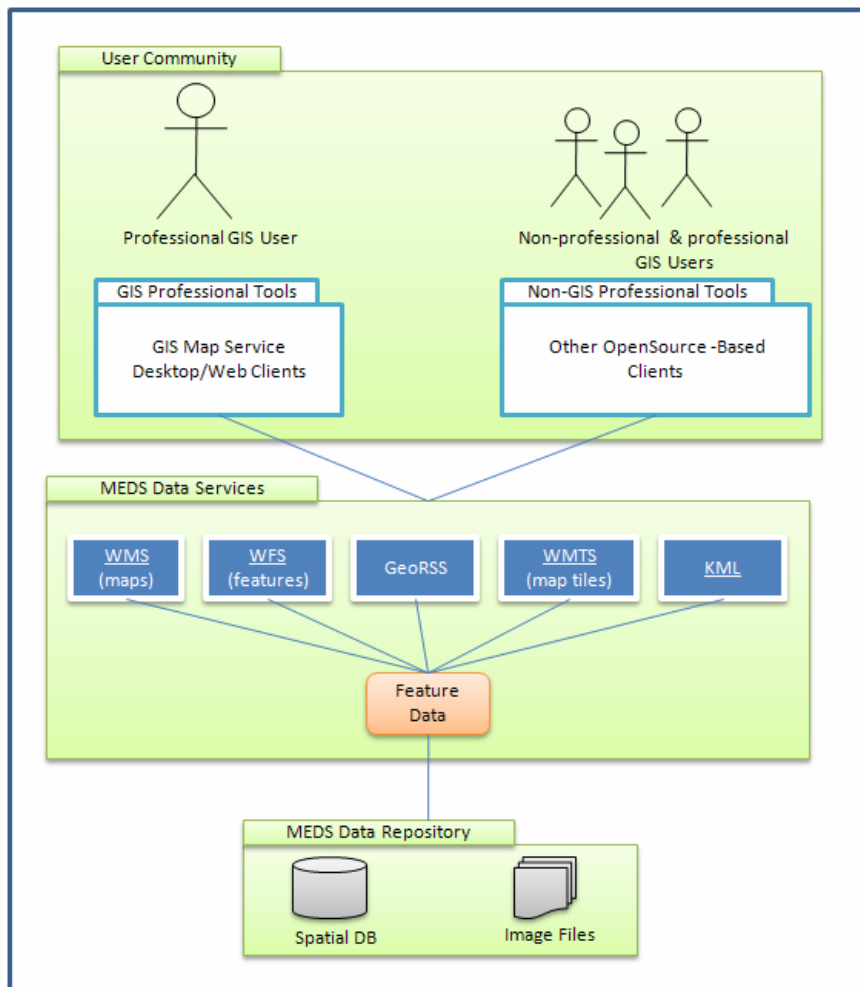 User Community
Professional GIS User
Non-professional & professional
GIS Users
GIS Professional Tools
GIS Map Service
Desktop/Web Clients
Non-GIS Professional Tools
Other OpenSource -Based
Clients
MEDS Data Services
WMS
(maps)
WFS
(features)
GeoRSS
WMTS
(map tiles)
KML
Feature
Data
MEDS Data Repository
Spatial DB
Image Files